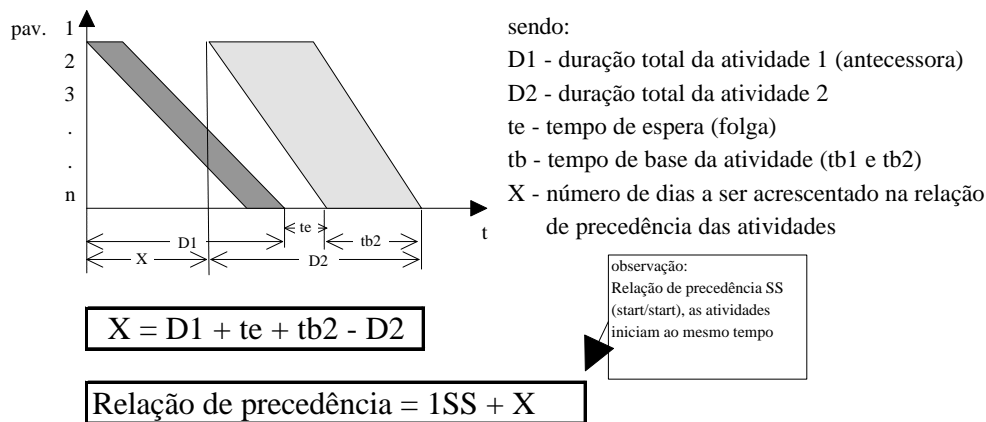 pav. 1
2
3
.
.
n
te
t
D1
tb2
X
D2
sendo:
D1 - duração total da atividade 1 (antecessora)
D2 - duração total da atividade 2
te - tempo de espera (folga)
tb - tempo de base da atividade (tb1 e tb2)
X - número de dias a ser acrescentado na relação
de precedência das atividades
observação:
Relação de precedência SS
(start/start), as atividades
iniciam ao mesmo tempo
X = D1 + te + tb2 - D2
Relação de precedência = 1SS + X